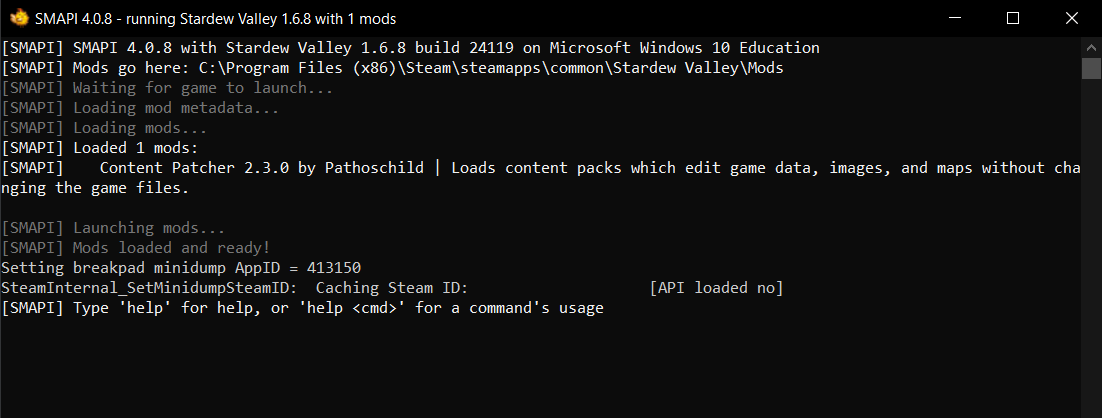 SMAPI 4.0.8 - running Stardew Valley 1.6.8 with 1 mods
[SMAPI] SMAPI 4.0.8 with Stardew Valley 1.6.8 build 24119 on Microsoft Windows 10 Education
[SMAPI] Mods go here: C:\Program Files (x86)\Steam\steamapps\common\Stardew Valley\Mods
[SMAPI] Waiting for game to launch...
[SMAPI] Loading mod metadata...
[SMAPI] Loading mods...
[SMAPI] Loaded 1 mods:
[SMAPI]    Content Patcher 2.3.0 by Pathoschild | Loads content packs which edit game data, images, and maps without cha
nging the game files.
[SMAPI] Launching mods...
[SMAPI] Mods loaded and ready!
Setting breakpad minidump AppID = 413150
SteamInternal_SetMinidumpSteamID:  Caching Steam ID:                    [API loaded no]
[SMAPI] Type 'help' for help, or 'help <cmd>' for a command's usage